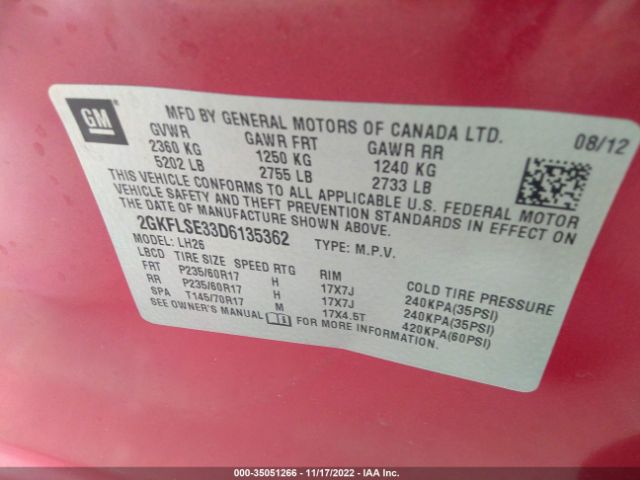 GM
MFD BY GENERAL MOTORS OF CANADA LTD.
08/12
GVWR GAWR FRT GAWR RR
2360 KG 1250 KG 1240 KG
5202 LB 2755 LB 2733 LB
THIS VEHICLE CONFORMS TO ALL APPLICABLE U.S. FEDERAL MOTOR
VEHICLE SAFETY AND THEFT PREVENTION STANDARDS IN EFFECT ON
THE DATE OF MANUFACTURE SHOWN ABOVE.
2GKFLSE33D6135362 TYPE: M.P.V.
MODEL: LH26
LBCD TIRE SIZE SPEED RTG RIM COLD TIRE PRESSURE
FRT P235/60R17 H 17X7J 240KPA(35PSI)
RR P235/60R17 H 17X7J 240KPA(35PSI)
SPA T145/70R17 M 17X4.5T 420KPA(60PSI)
SEE OWNER'S MANUAL FOR MORE INFORMATION.
000-35051266 - 11/17/2022 - IAA Inc.